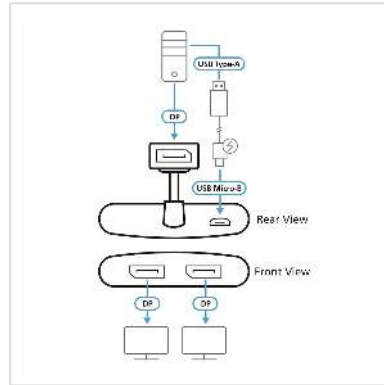 USB Type-A
DP
USB Micro-B
Rear View
Front View
DP DP